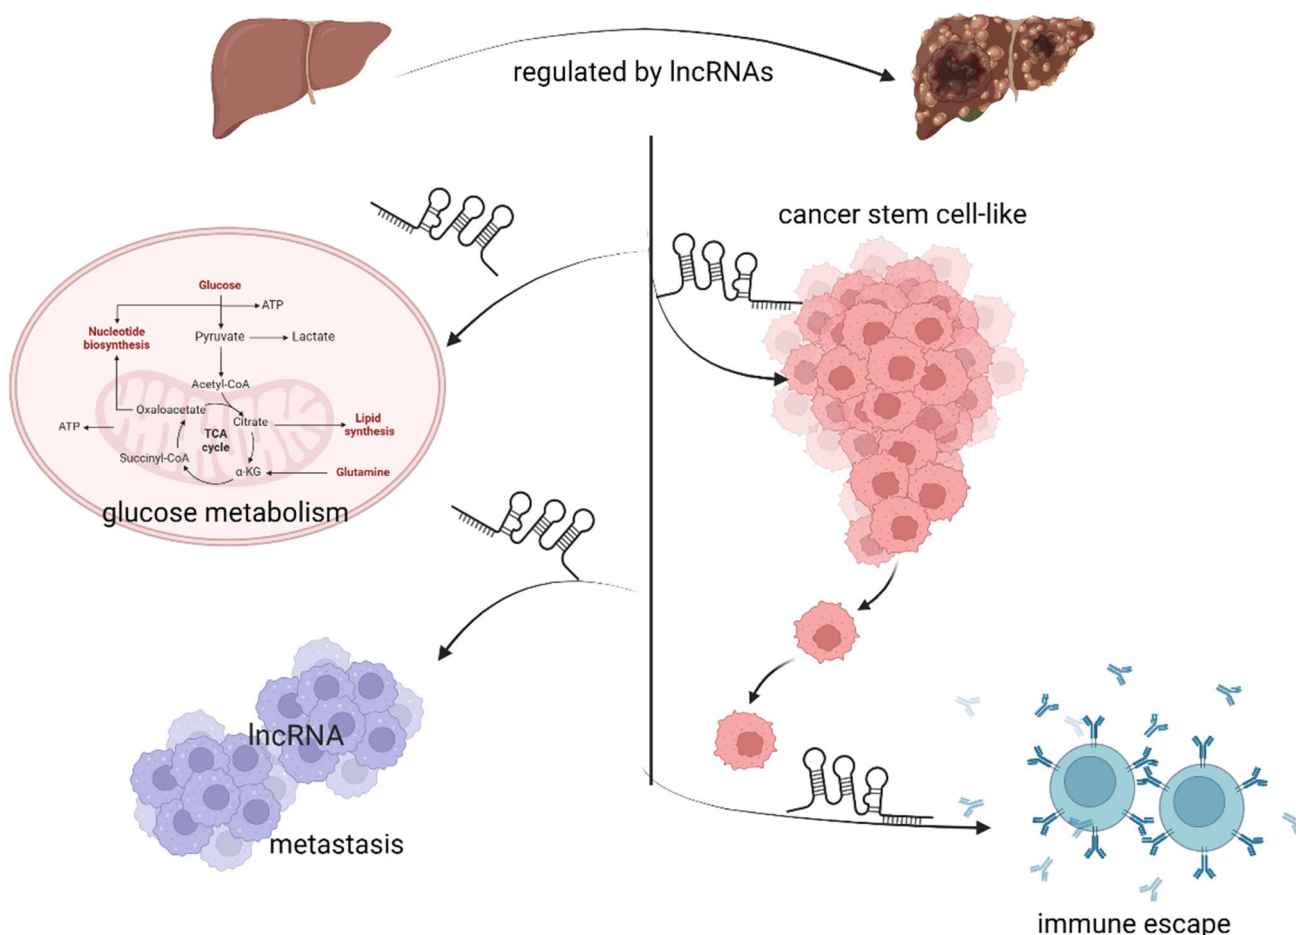 regulated by lncRNAs
cancer stem cell-like
Glucose
ATP
Nucleotide
biosynthesis
Pyruvate
Lactate
Acetyl-CoA
Oxaloacetate
Citrate
ATP
TCA
cycle
Lipid
synthesis
Succinyl-CoA
α-KG
Glutamine
glucose metabolism
lncRNA
metastasis
immune escape